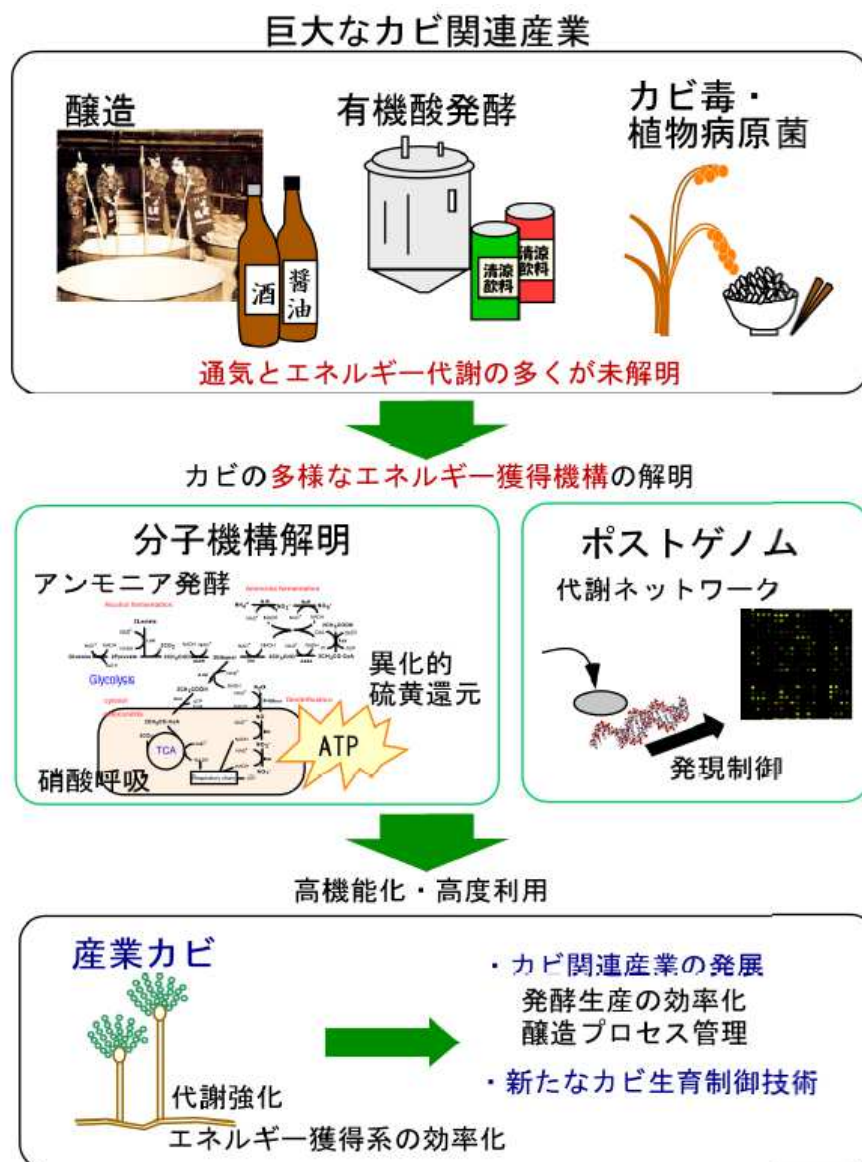 巨大なカビ関連産業
醸造
有機酸発酵
カビ毒・
植物病原菌
酒
醤油
清涼
飲料
清涼
飲料
通気とエネルギー代謝の多くが未解明
カビの多様なエネルギー獲得機構の解明
分子機構解明
アンモニア発酵
Glycolysis
TCA
異化的
硫黄還元
ATP
硝酸呼吸
ポストゲノム
代謝ネットワーク
発現制御
高機能化・高度利用
産業カビ
代謝強化
エネルギー獲得系の効率化
・カビ関連産業の発展
発酵生産の効率化
醸造プロセス管理
・新たなカビ生育制御技術